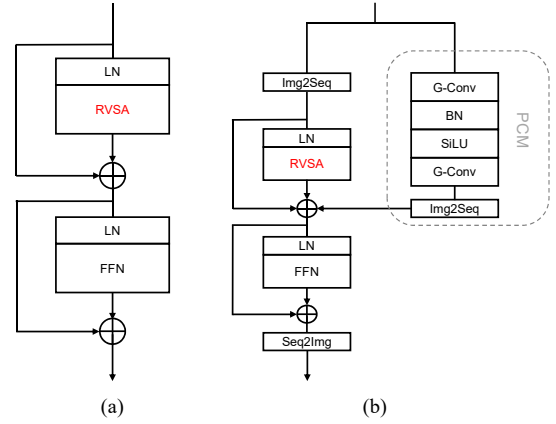 LN
RVSA
LN
FFN
(a)
Img2Seq
LN
RVSA
LN
FFN
Seq2Img
G-Conv
BN
SiLU
G-Conv
Img2Seq
PCM
(b)